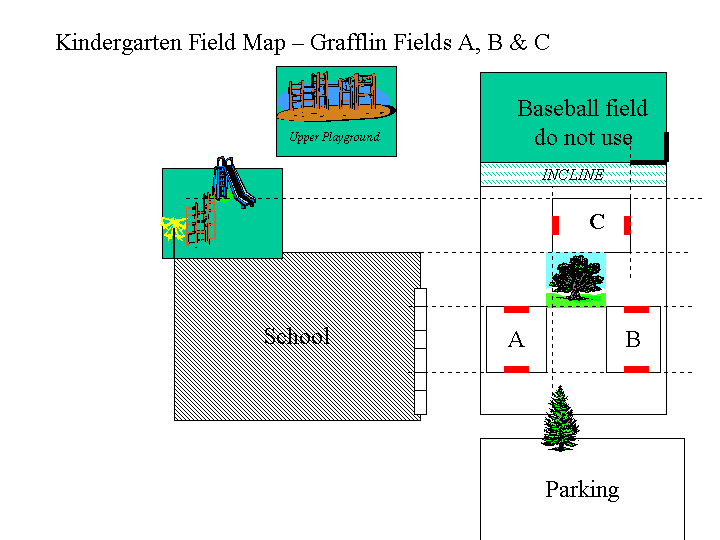 Kindergarten Field Map – Grafflin Fields A, B & C
Baseball field
do not use
Upper Playground
INCLINE
C
School
A
B
Parking